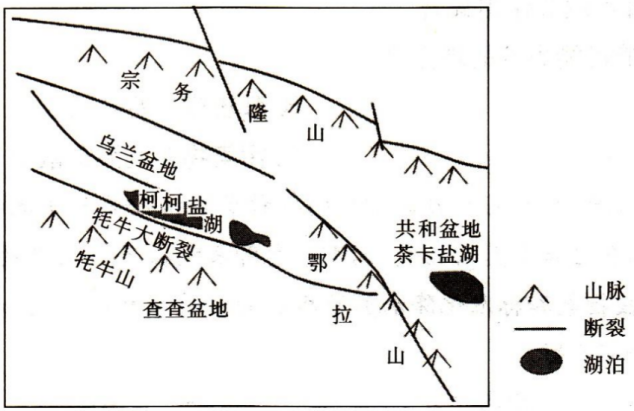 宗务隆山
乌兰盆地
柯柯盐湖
牦牛大断裂
牦牛山
查查盆地
鄂拉山
共和盆地
茶卡盐湖
山脉
断裂
湖泊